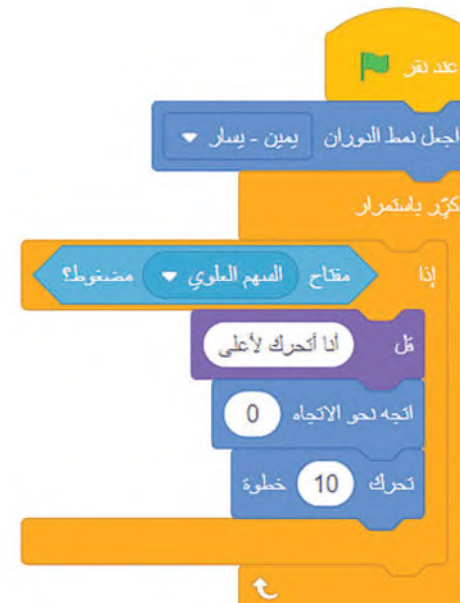 عند نقر
اجعل نمط الدوران يمين - يسار
كرّر باستمرار
إذا مفتاح السهم العلوي مضغوط؟
قل أنا أتحرك لأعلى
اتجه نحو الاتجاه 0
تحرك 10 خطوة